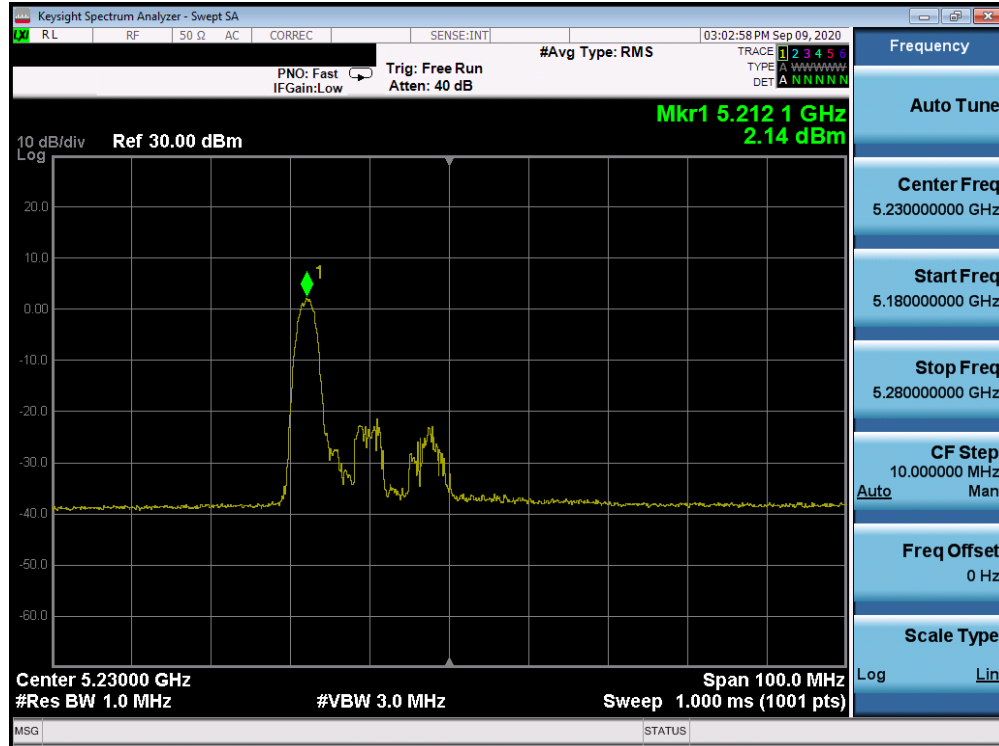 Keysight Spectrum Analyzer - Swept SA
LXI RL RF 50 Ω AC CORREC SENSE:INT 03:02:58 PM Sep 09, 2020
#Avg Type: RMS
TRACE 1 2 3 4 5 6
TYPE A WWWWW
DET A N N N N N
PNO: Fast
IFGain:Low
Trig: Free Run
Atten: 40 dB
Mkr1 5.212 1 GHz
2.14 dBm
10 dB/div Ref 30.00 dBm
Log
20.0
10.0
0.00
-10.0
-20.0
-30.0
-40.0
-50.0
-60.0
1
Center 5.23000 GHz
Span 100.0 MHz
#Res BW 1.0 MHz
#VBW 3.0 MHz
Sweep 1.000 ms (1001 pts)
MSG
STATUS
Frequency
Auto Tune
Center Freq
5.230000000 GHz
Start Freq
5.180000000 GHz
Stop Freq
5.280000000 GHz
CF Step
10.000000 MHz
Auto Man
Freq Offset
0 Hz
Scale Type
Log Lin